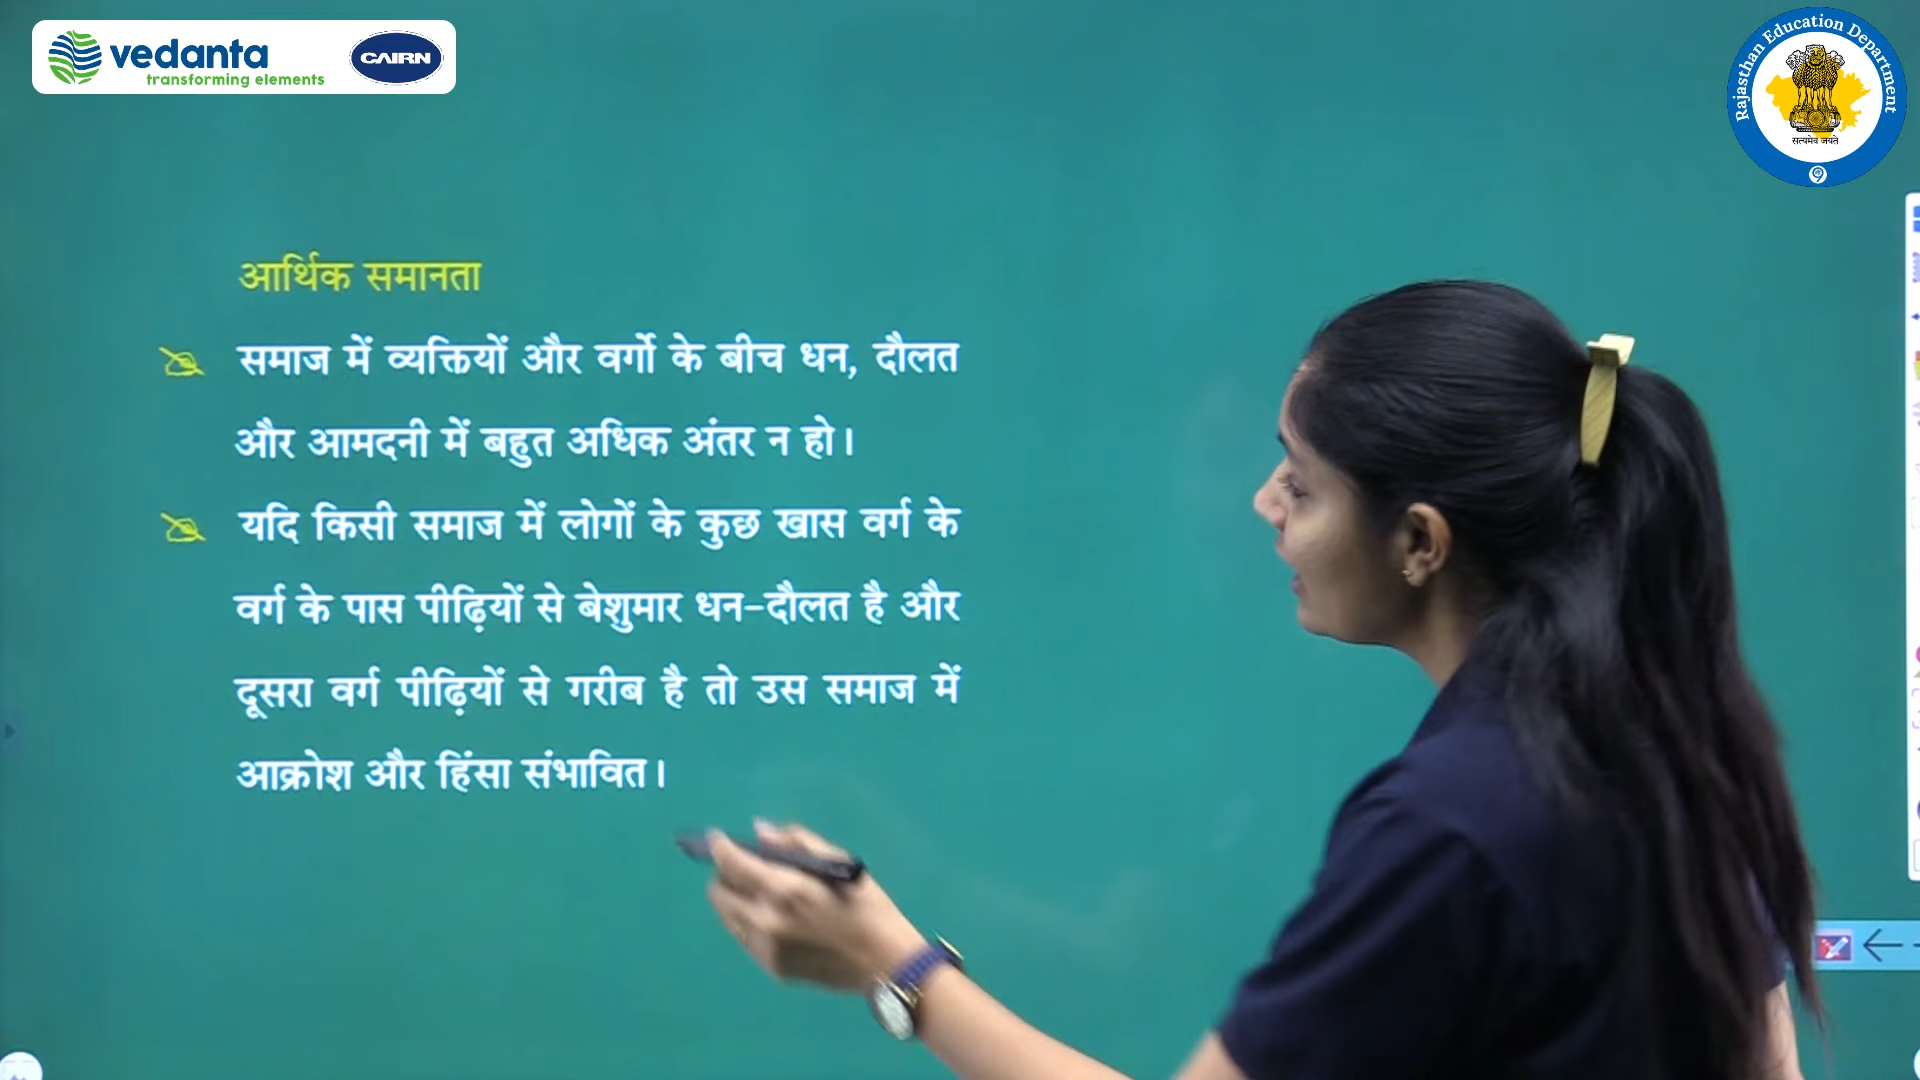 vedanta
transforming elements
CAIRN
Rajasthan Education Department
सत्यमेव जयते
आर्थिक समानता
समाज में व्यक्तियों और वर्गो के बीच धन, दौलत
और आमदनी में बहुत अधिक अंतर न हो।
यदि किसी समाज में लोगों के कुछ खास वर्ग के
वर्ग के पास पीढ़ियों से बेशुमार धन-दौलत है और
दूसरा वर्ग पीढ़ियों से गरीब है तो उस समाज में
आक्रोश और हिंसा संभावित।